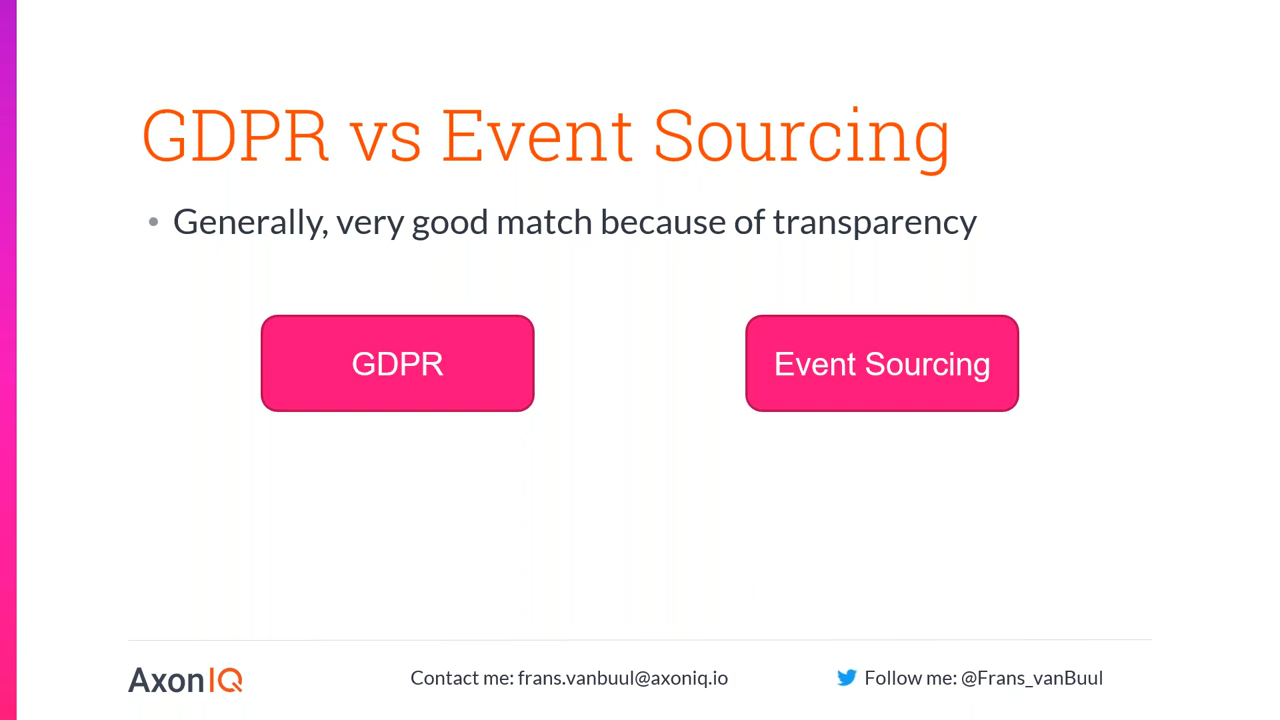 GDPR vs Event Sourcing
• Generally, very good match because of transparency
GDPR
Event Sourcing
AxonIQ
Contact me: frans.vanbuul@axoniq.io
Follow me: @Frans_vanBuul